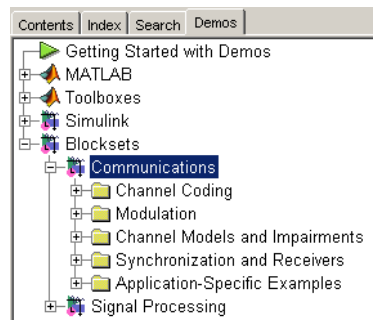 Contents Index Search Demos
Getting Started with Demos
MATLAB
Toolboxes
Simulink
Blocksets
Communications
Channel Coding
Modulation
Channel Models and Impairments
Synchronization and Receivers
Application-Specific Examples
Signal Processing